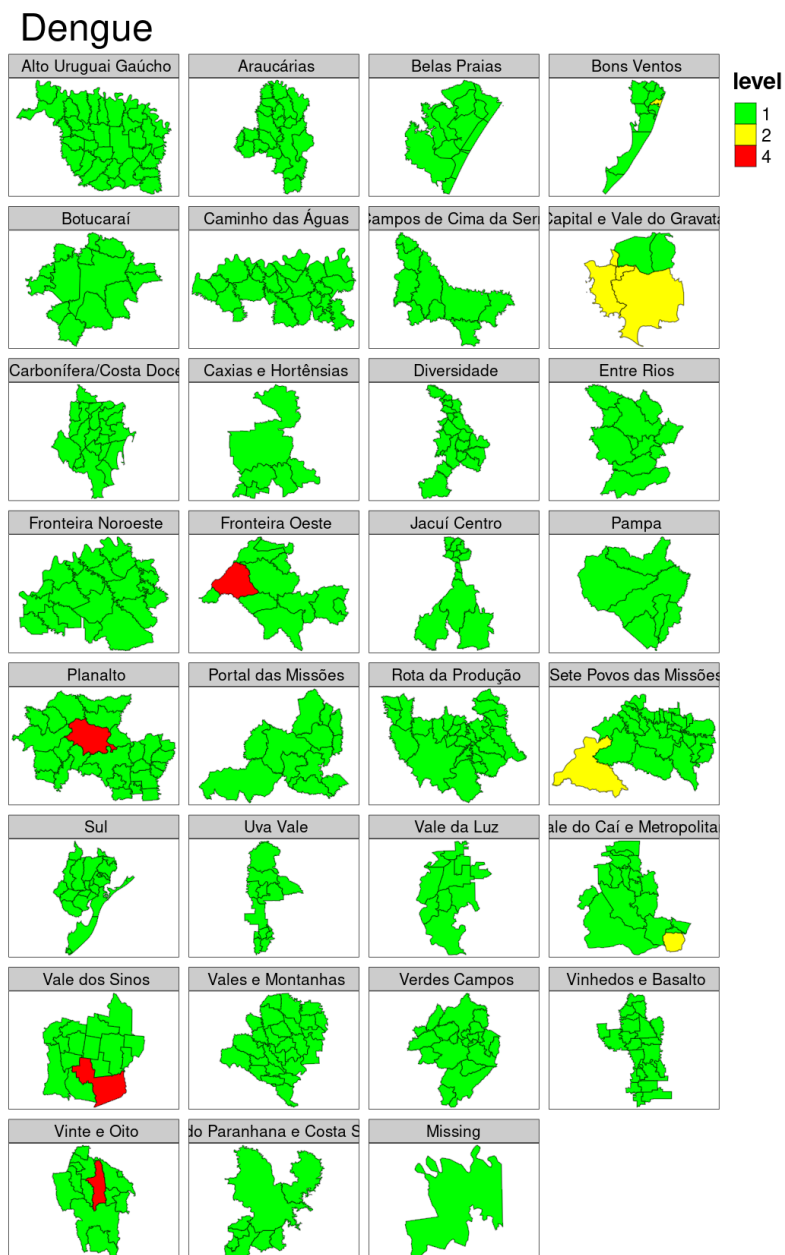 Dengue
Alto Uruguai Gaúcho
Araucárias
Belas Praias
Bons Ventos
level
1
2
4
Botucaraí
Caminho das Águas
Campos de Cima da Serr
Capital e Vale do Gravata
Carbonífera/Costa Doce
Caxias e Hortênsias
Diversidade
Entre Rios
Fronteira Noroeste
Fronteira Oeste
Jacuí Centro
Pampa
Planalto
Portal das Missões
Rota da Produção
Sete Povos das Missões
Sul
Uva Vale
Vale da Luz
ale do Caí e Metropolita
Vale dos Sinos
Vales e Montanhas
Verdes Campos
Vinhedos e Basalto
Vinte e Oito
do Paranhana e Costa S
Missing